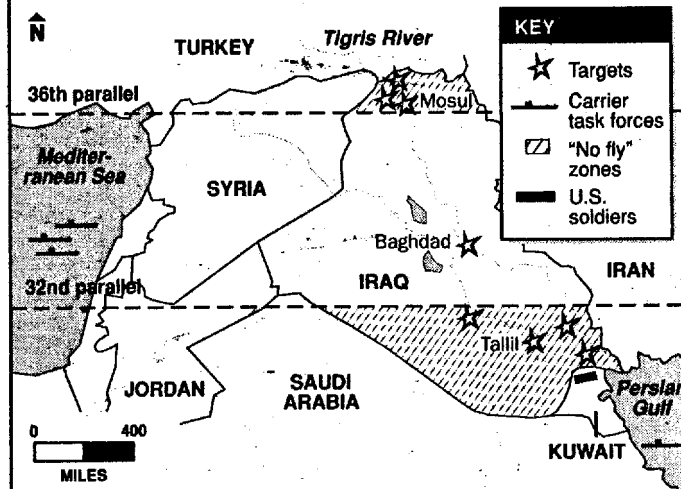 N
TURKEY
Tigris River
KEY
Targets
Carrier
task forces
"No fly"
zones
U.S.
soldiers
36th parallel
Mosul
Mediter-
ranean Sea
SYRIA
Baghdad
IRAQ
IRAN
32nd parallel
Tallil
JORDAN
SAUDI
ARABIA
Persian
Gulf
KUWAIT
0 400
MILES